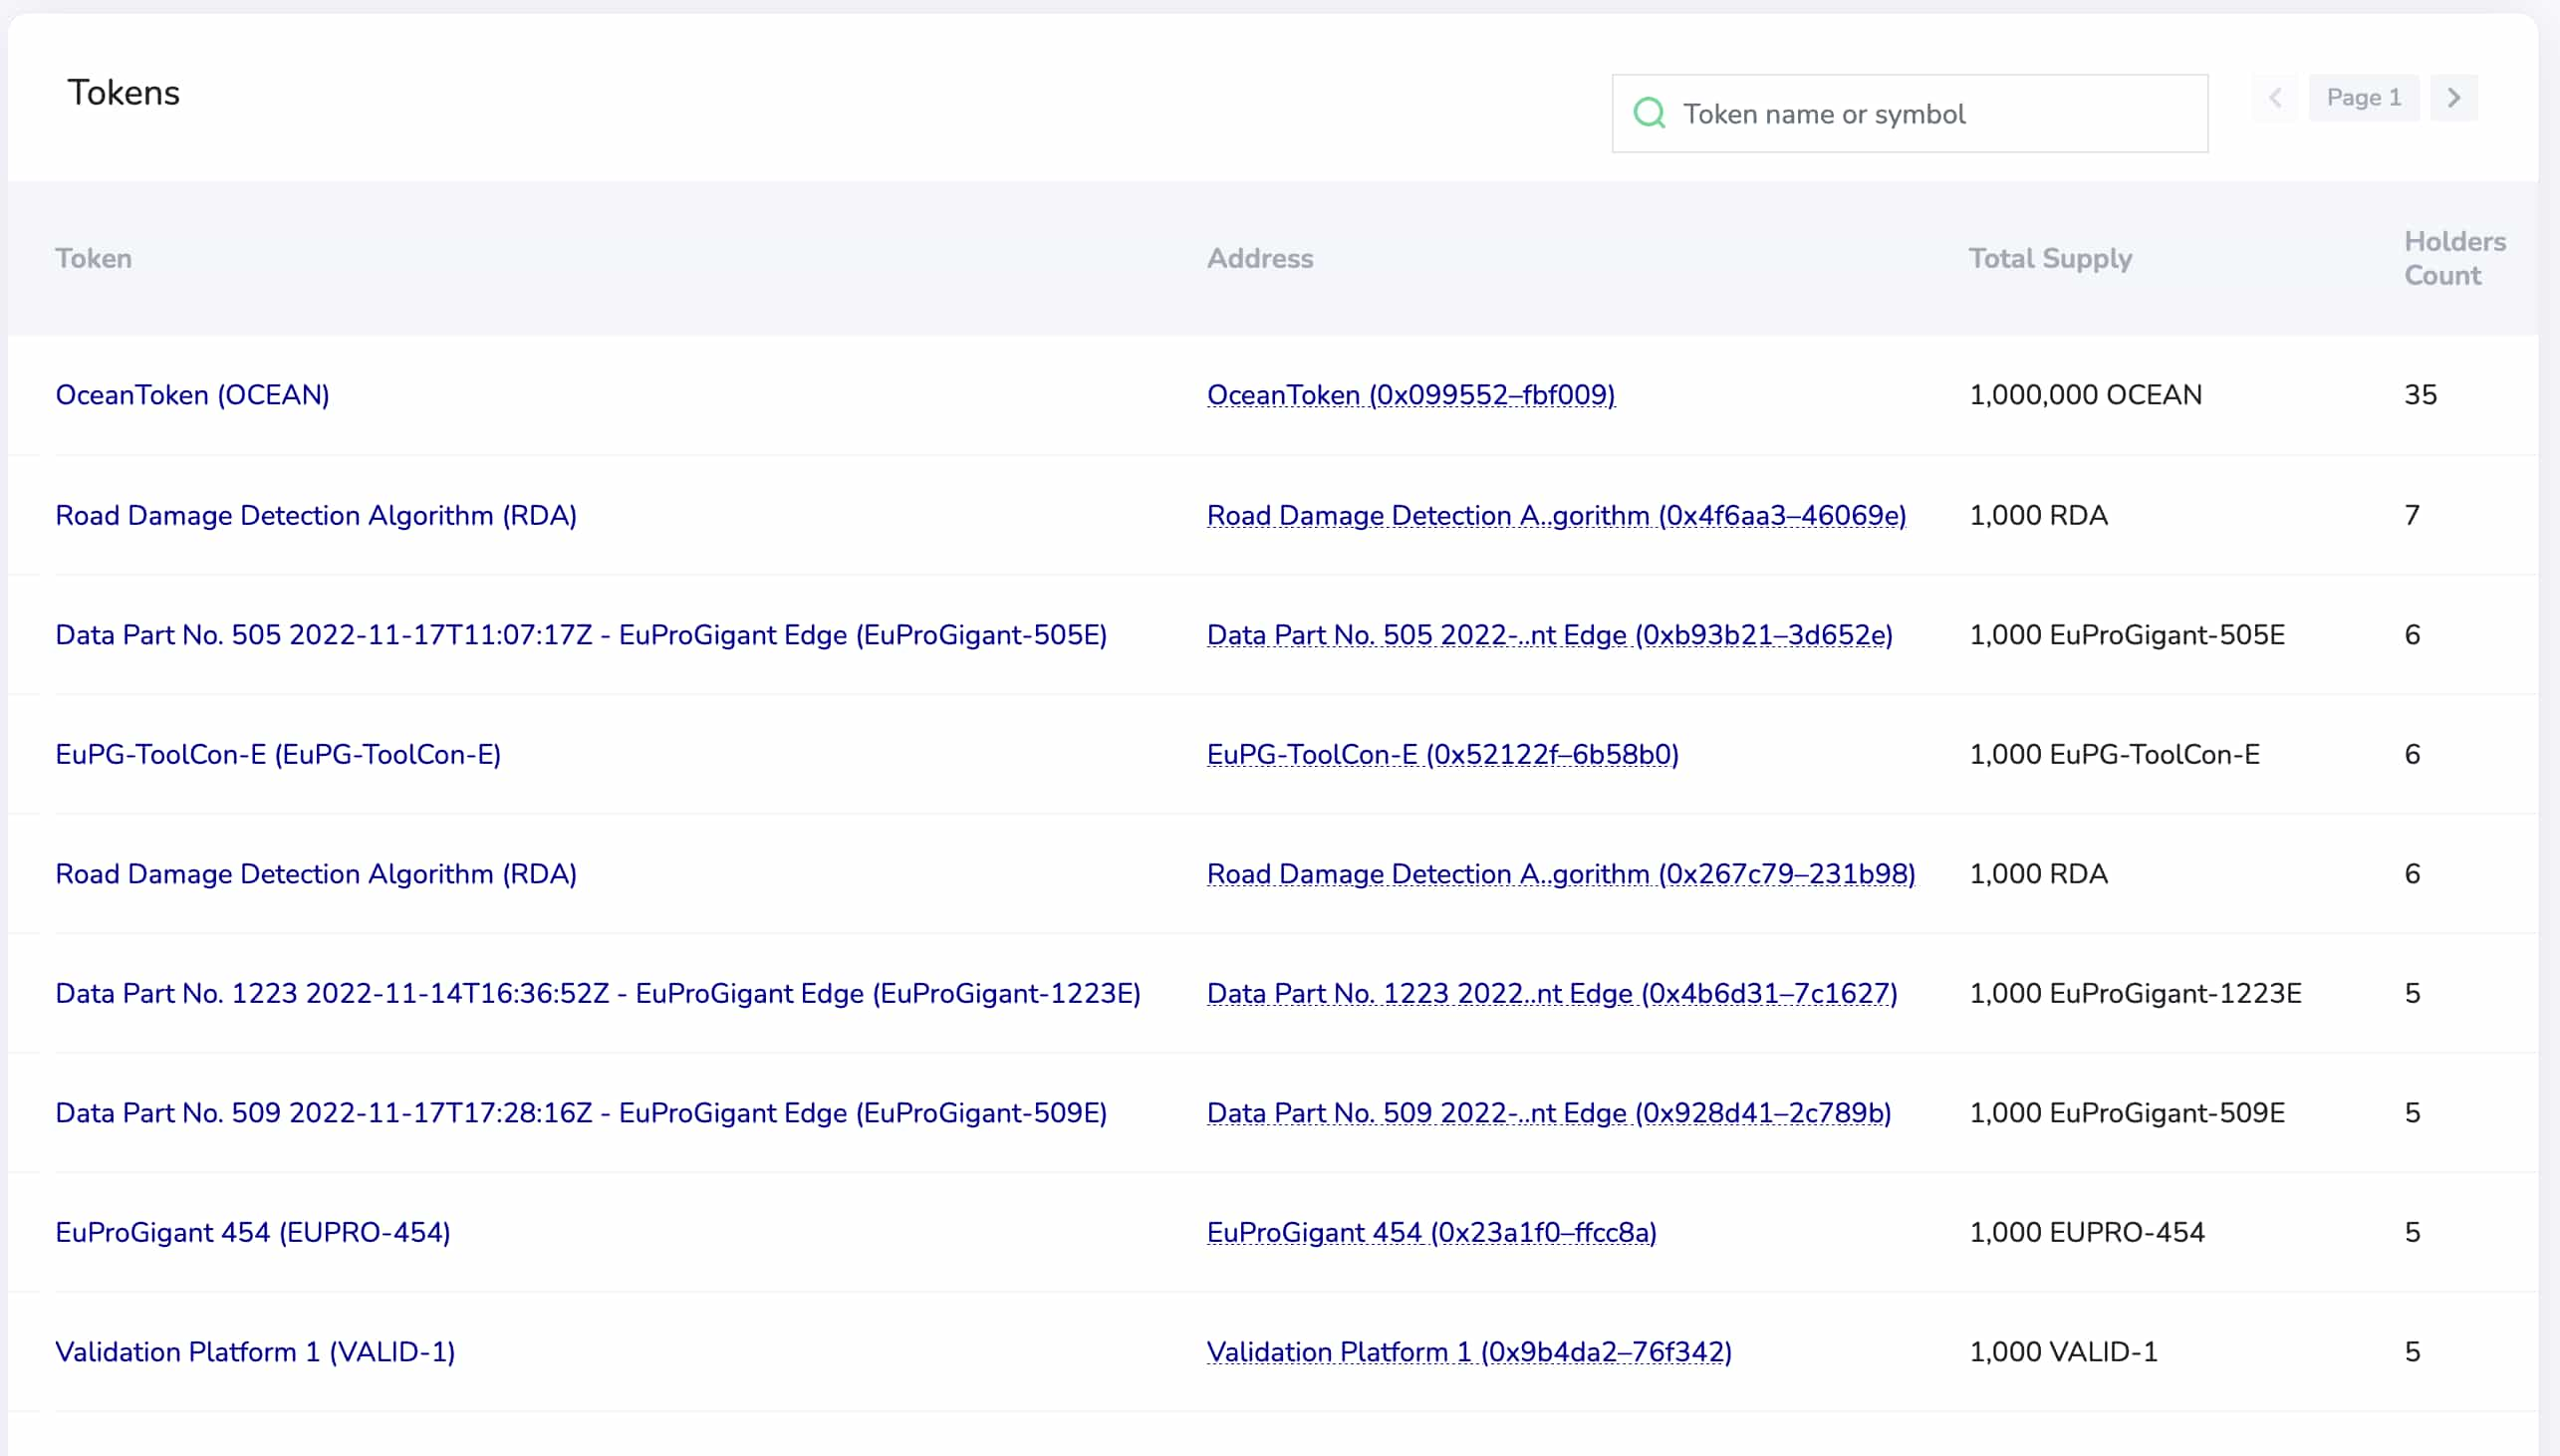 Tokens
Token name or symbol
Page 1
Token Address Total Supply Holders Count
OceanToken (OCEAN) OceanToken (0x099552–fbf009) 1,000,000 OCEAN 35
Road Damage Detection Algorithm (RDA) Road Damage Detection A..gorithm (0x4f6aa3–46069e) 1,000 RDA 7
Data Part No. 505 2022-11-17T11:07:17Z - EuProGigant Edge (EuProGigant-505E) Data Part No. 505 2022-..nt Edge (0xb93b21–3d652e) 1,000 EuProGigant-505E 6
EuPG-ToolCon-E (EuPG-ToolCon-E) EuPG-ToolCon-E (0x52122f–6b58b0) 1,000 EuPG-ToolCon-E 6
Road Damage Detection Algorithm (RDA) Road Damage Detection A..gorithm (0x267c79–231b98) 1,000 RDA 6
Data Part No. 1223 2022-11-14T16:36:52Z - EuProGigant Edge (EuProGigant-1223E) Data Part No. 1223 2022..nt Edge (0x4b6d31–7c1627) 1,000 EuProGigant-1223E 5
Data Part No. 509 2022-11-17T17:28:16Z - EuProGigant Edge (EuProGigant-509E) Data Part No. 509 2022-..nt Edge (0x928d41–2c789b) 1,000 EuProGigant-509E 5
EuProGigant 454 (EUPRO-454) EuProGigant 454 (0x23a1f0–ffcc8a) 1,000 EUPRO-454 5
Validation Platform 1 (VALID-1) Validation Platform 1 (0x9b4da2–76f342) 1,000 VALID-1 5